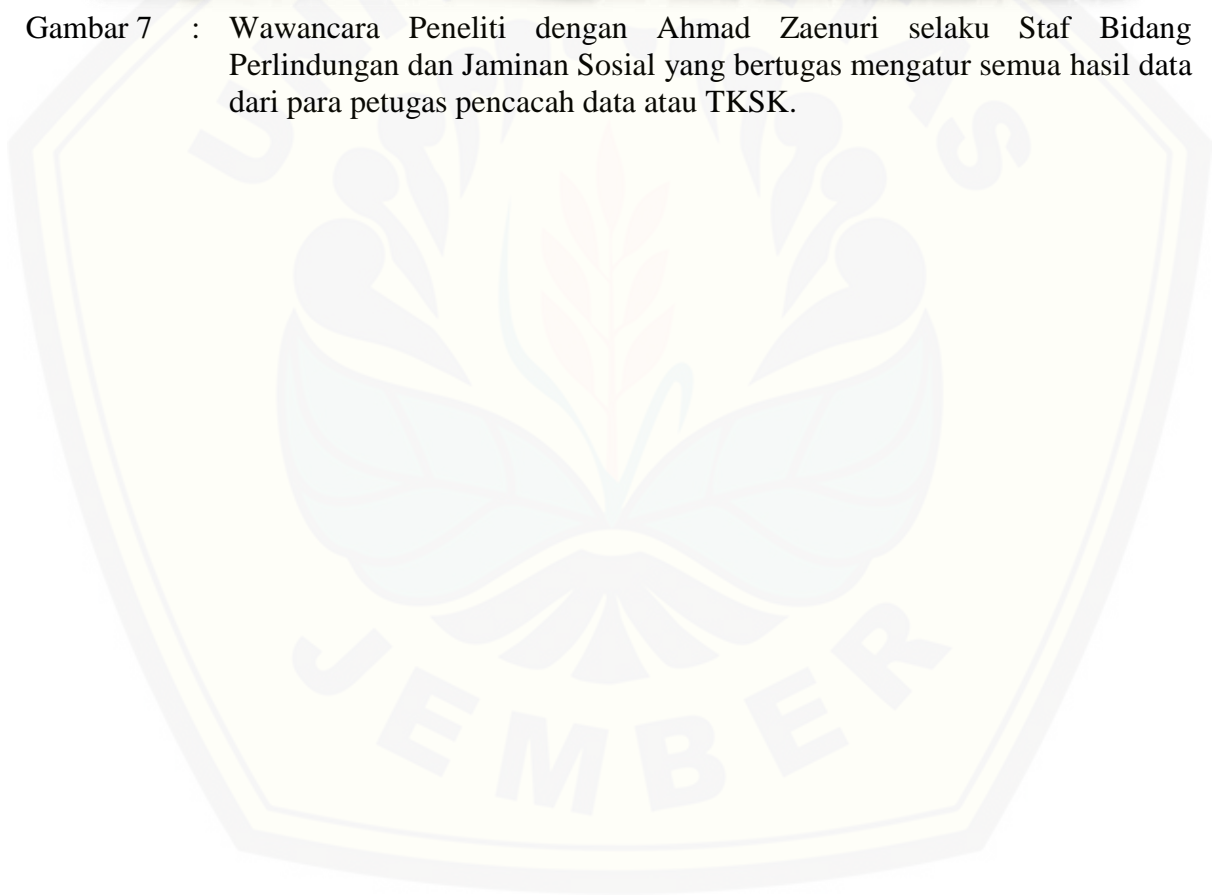 Gambar 7 : Wawancara Peneliti dengan Ahmad Zaenuri selaku Staf Bidang
Perlindungan dan Jaminan Sosial yang bertugas mengatur semua hasil data
dari para petugas pencacah data atau TKSK.
JEMBER